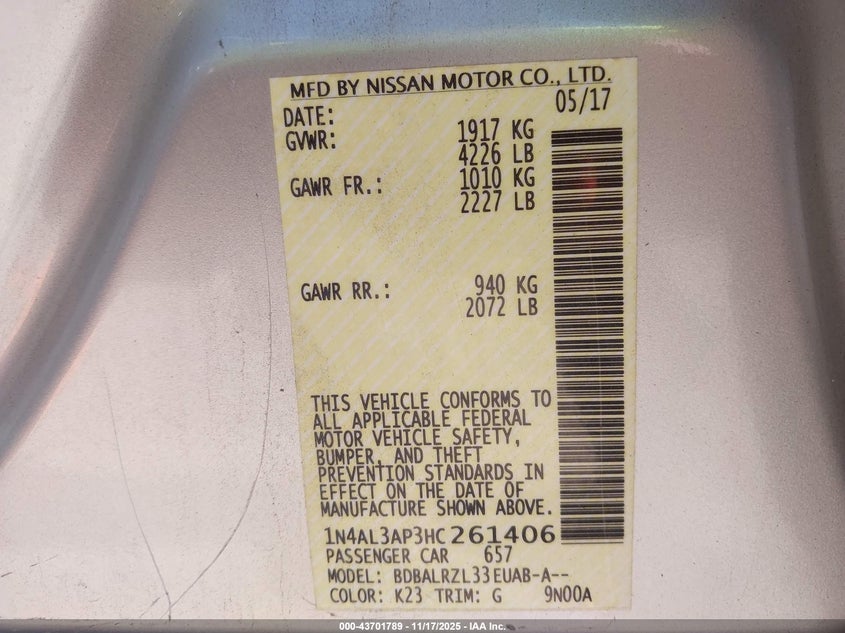 MFD BY NISSAN MOTOR CO., LTD.
DATE: 05/17
GVWR: 1917 KG
4226 LB
GAWR FR.: 1010 KG
2227 LB
GAWR RR.: 940 KG
2072 LB
THIS VEHICLE CONFORMS TO
ALL APPLICABLE FEDERAL
MOTOR VEHICLE SAFETY,
BUMPER, AND THEFT
PREVENTION STANDARDS IN
EFFECT ON THE DATE OF
MANUFACTURE SHOWN ABOVE.
1N4AL3AP3HC261406
PASSENGER CAR 657
MODEL: BDBALRZL33EUAB-A--
COLOR: K23 TRIM: G 9N00A
000-43701789 - 11/17/2025 - IAA Inc.